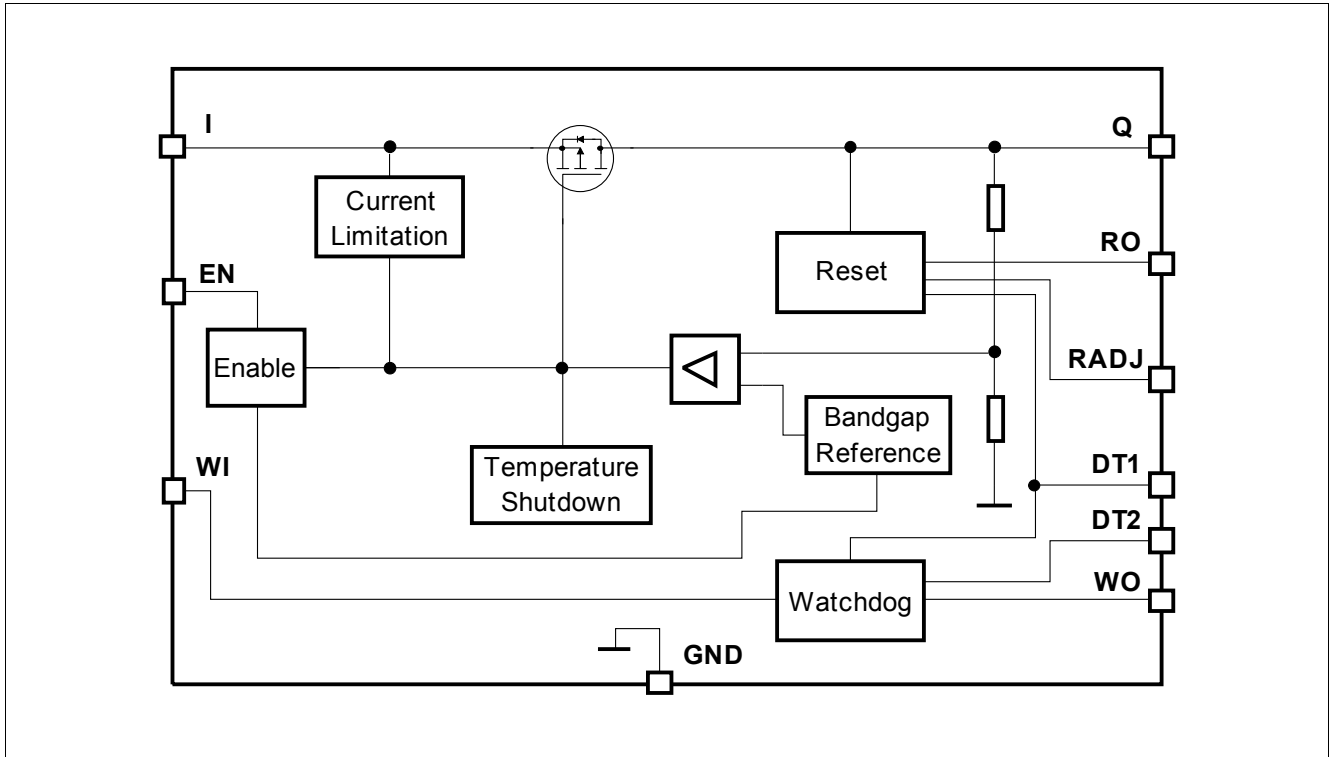 I
Q
Current
Limitation
RO
Reset
EN
Enable
RADJ
Bandgap
Reference
Temperature
Shutdown
WI
DT1
DT2
Watchdog
WO
GND